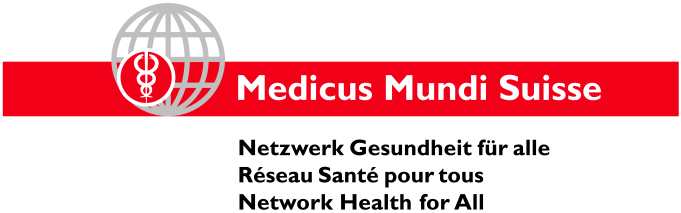 Medicus Mundi Suisse
Netzwerk Gesundheit für alle
Réseau Santé pour tous
Network Health for All